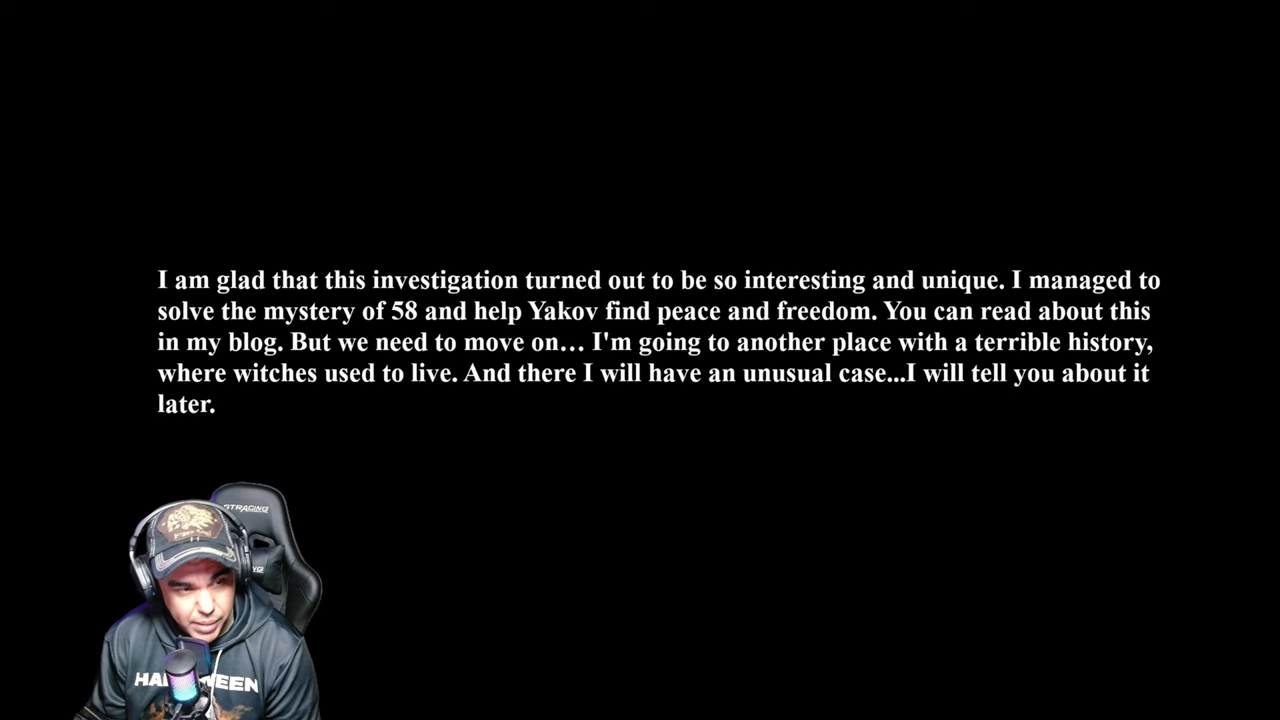 I am glad that this investigation turned out to be so interesting and unique. I managed to
solve the mystery of 58 and help Yakov find peace and freedom. You can read about this
in my blog. But we need to move on… I'm going to another place with a terrible history,
where witches used to live. And there I will have an unusual case...I will tell you about it
later.
GTRACING